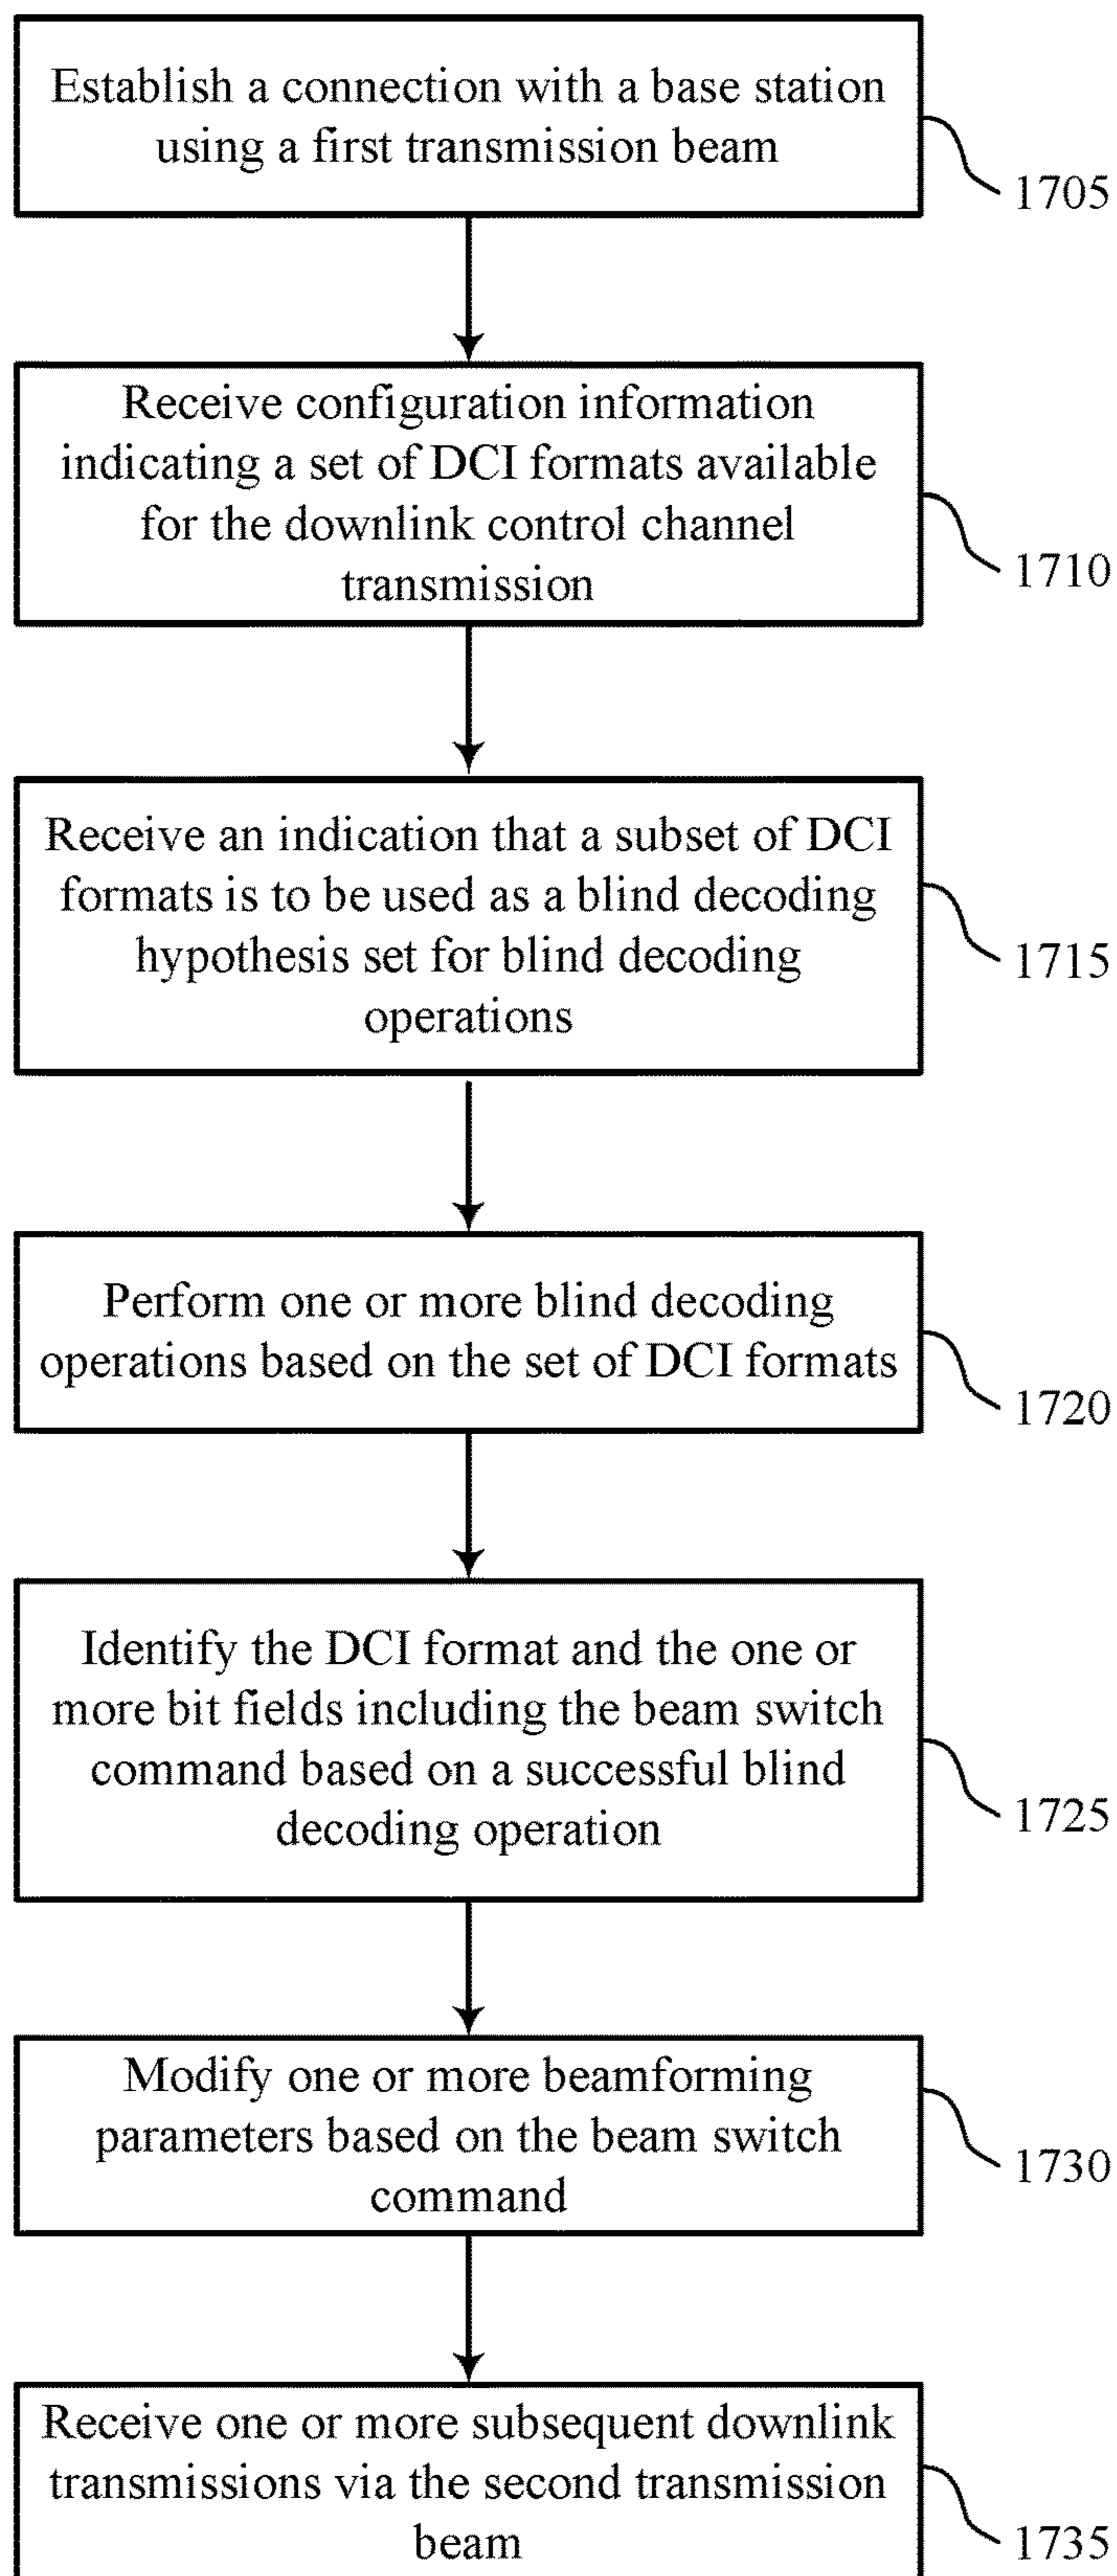 Establish a connection with a base station
using a first transmission beam
1705
Receive configuration information
indicating a set of DCI formats available
for the downlink control channel
transmission
1710
Receive an indication that a subset of DCI
formats is to be used as a blind decoding
hypothesis set for blind decoding
operations
1715
Perform one or more blind decoding
operations based on the set of DCI formats
1720
Identify the DCI format and the one or
more bit fields including the beam switch
command based on a successful blind
decoding operation
1725
Modify one or more beamforming
parameters based on the beam switch
command
1730
Receive one or more subsequent downlink
transmissions via the second transmission
beam
1735